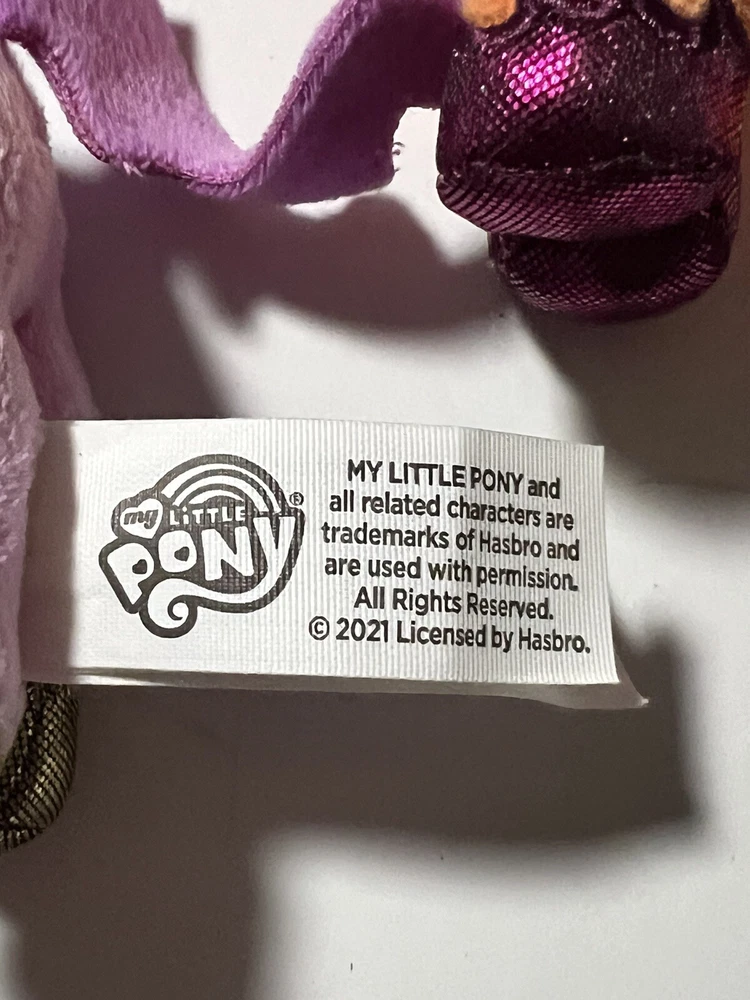 my LiTTLE
PONY
®
MY LITTLE PONY and
all related characters are
trademarks of Hasbro and
are used with permission.
All Rights Reserved.
© 2021 Licensed by Hasbro.